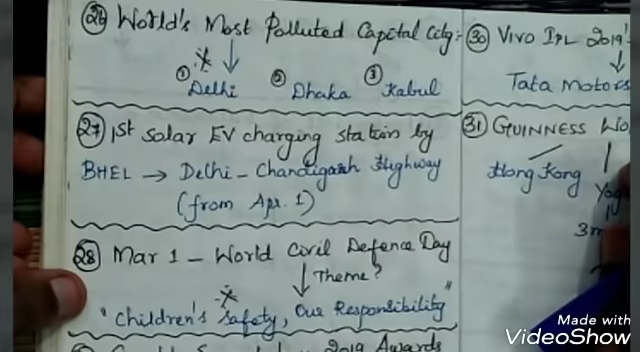 26 World's Most Polluted Capital City:-
① Delhi ② Dhaka ③ Kabul
27 1st Solar EV charging station by
BHEL → Delhi - Chandigarh Highway
(from Apr. 1)
28 Mar 1 - World Civil Defence Day
Theme?
"Children's Safety, Our Responsibility"
2019 Awards
30 VIVO IPL 2019
Tata Motors
31 GUINNESS Wo
Hong Kong
Made with
VideoShow